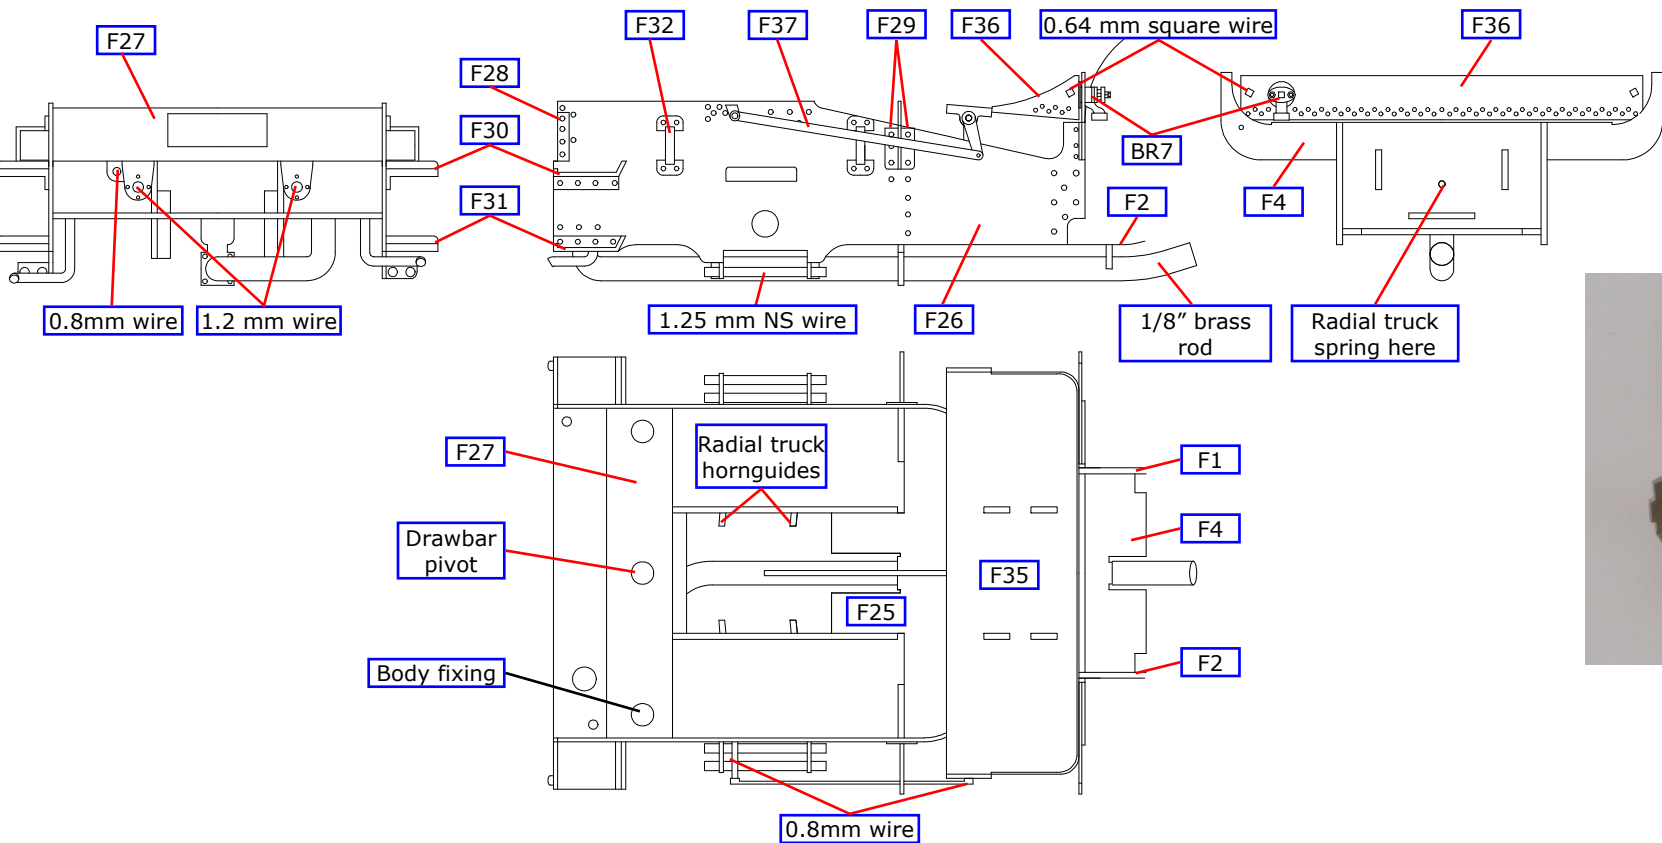 F27
F32
F37
F29
F36
0.64 mm square wire
F36
F28
F30
BR7
F31
F2
F4
0.8mm wire
1.2 mm wire
1.25 mm NS wire
F26
1/8” brass
rod
Radial truck
spring here
F27
Radial truck
hornguides
F1
F4
Drawbar
pivot
F35
F25
F2
Body fixing
0.8mm wire